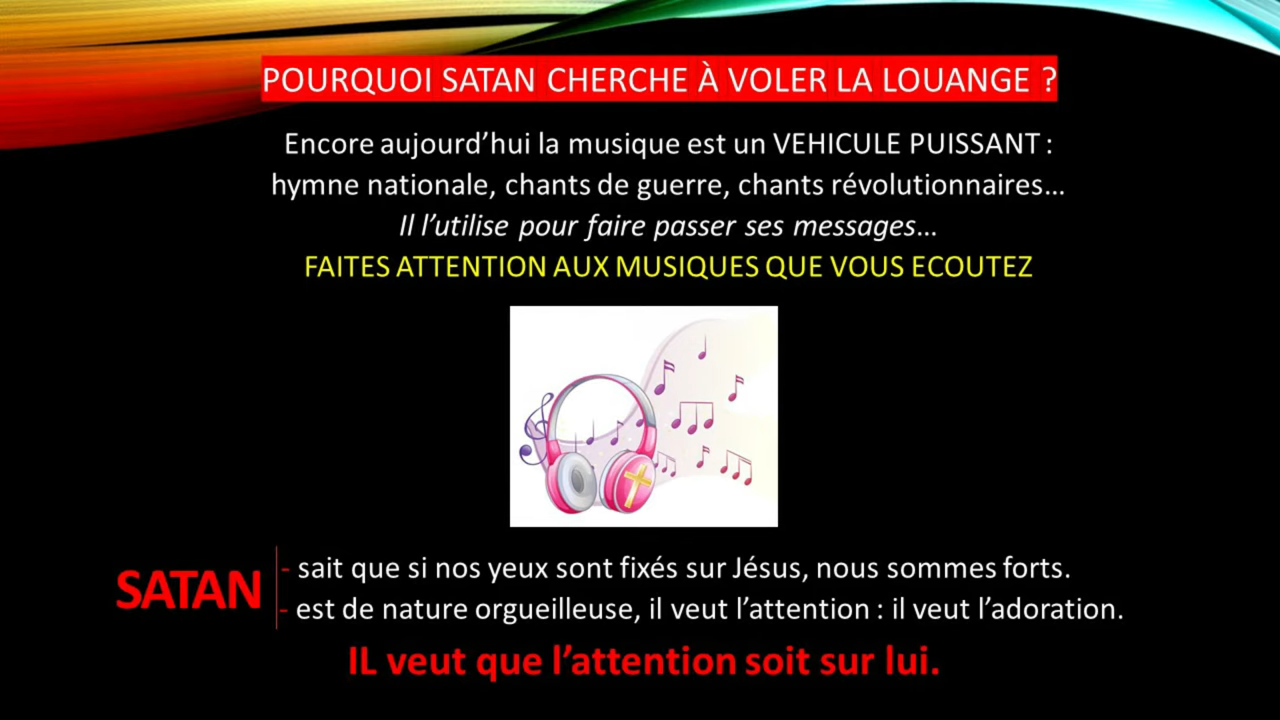 POURQUOI SATAN CHERCHE À VOLER LA LOUANGE ?
Encore aujourd’hui la musique est un VEHICULE PUISSANT :
hymne nationale, chants de guerre, chants révolutionnaires…
Il l’utilise pour faire passer ses messages…
FAITES ATTENTION AUX MUSIQUES QUE VOUS ECOUTEZ
SATAN
- sait que si nos yeux sont fixés sur Jésus, nous sommes forts.
- est de nature orgueilleuse, il veut l’attention : il veut l’adoration.
IL veut que l’attention soit sur lui.